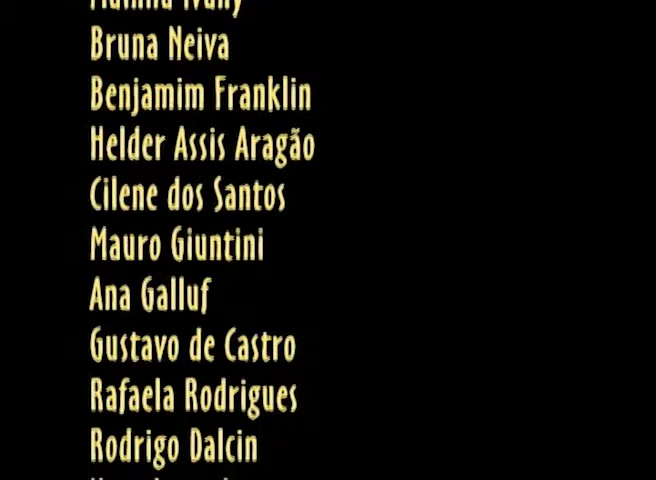 Bruna Neiva
Benjamim Franklin
Helder Assis Aragão
Cilene dos Santos
Mauro Giuntini
Ana Galluf
Gustavo de Castro
Rafaela Rodrigues
Rodrigo Dalcin